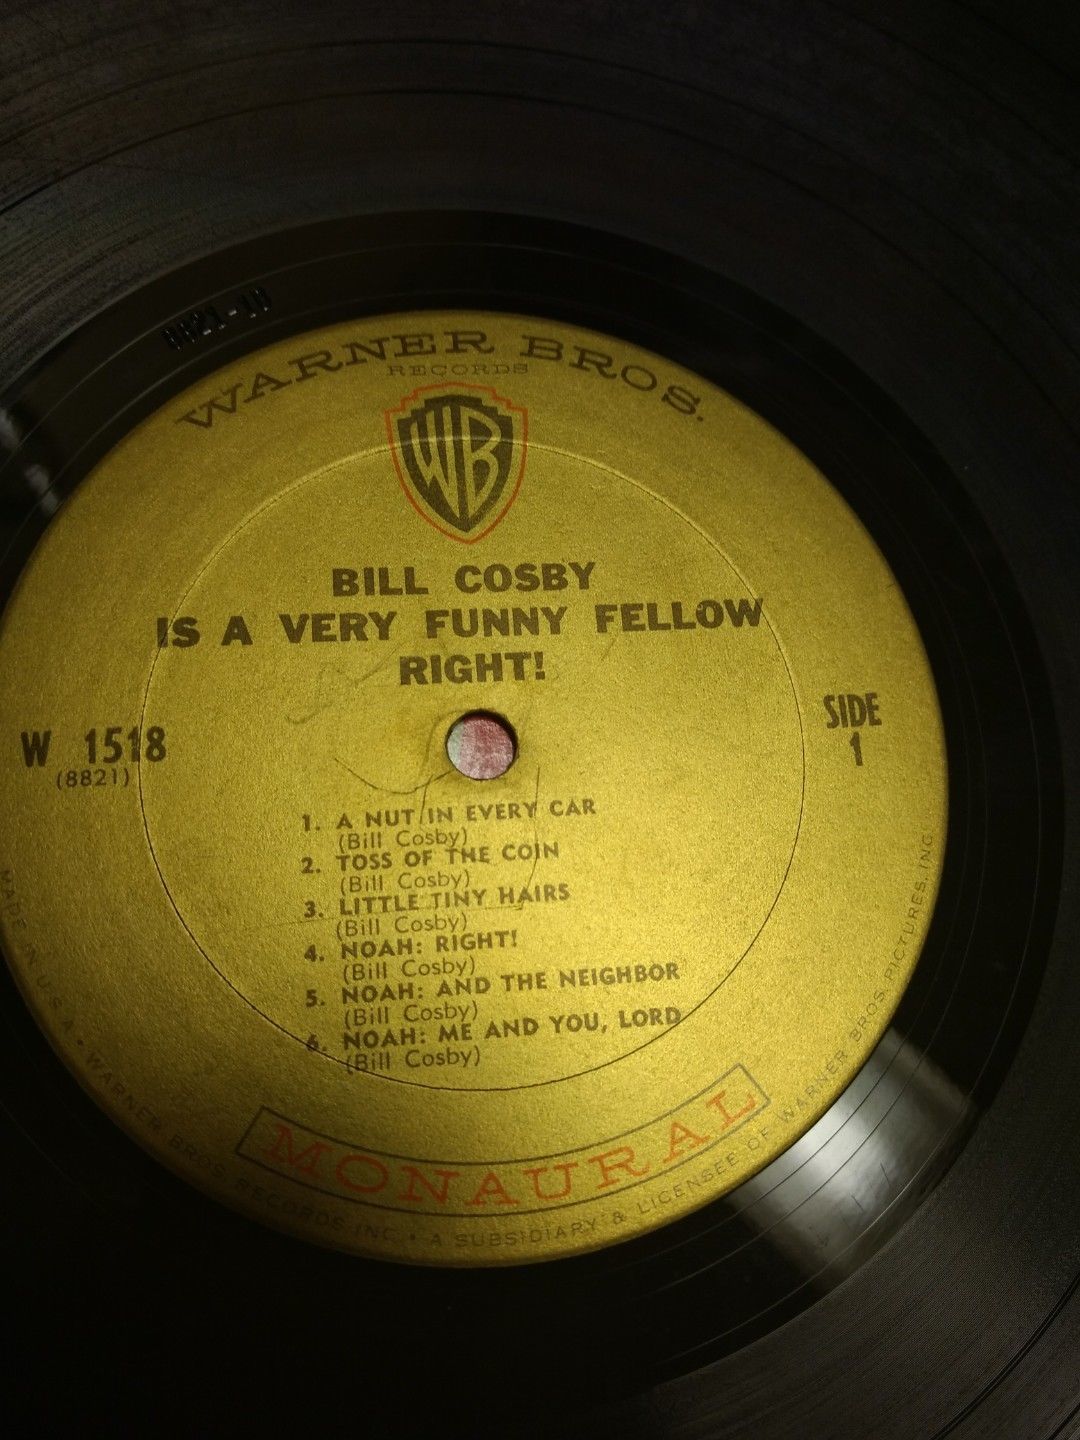 8821-1B
WARNER BROS.
RECORDS
WB
BILL COSBY
IS A VERY FUNNY FELLOW
RIGHT!
W 1518
(8821)
SIDE
1
1. A NUT IN EVERY CAR
(Bill Cosby)
2. TOSS OF THE COIN
(Bill Cosby)
3. LITTLE TINY HAIRS
(Bill Cosby)
4. NOAH: RIGHT!
(Bill Cosby)
5. NOAH: AND THE NEIGHBOR
(Bill Cosby)
6. NOAH: ME AND YOU, LORD
(Bill Cosby)
MONAURAL
MADE IN U.S.A. • WARNER BROS. RECORDS INC. • A SUBSIDIARY & LICENSEE OF WARNER BROS. PICTURES, INC.